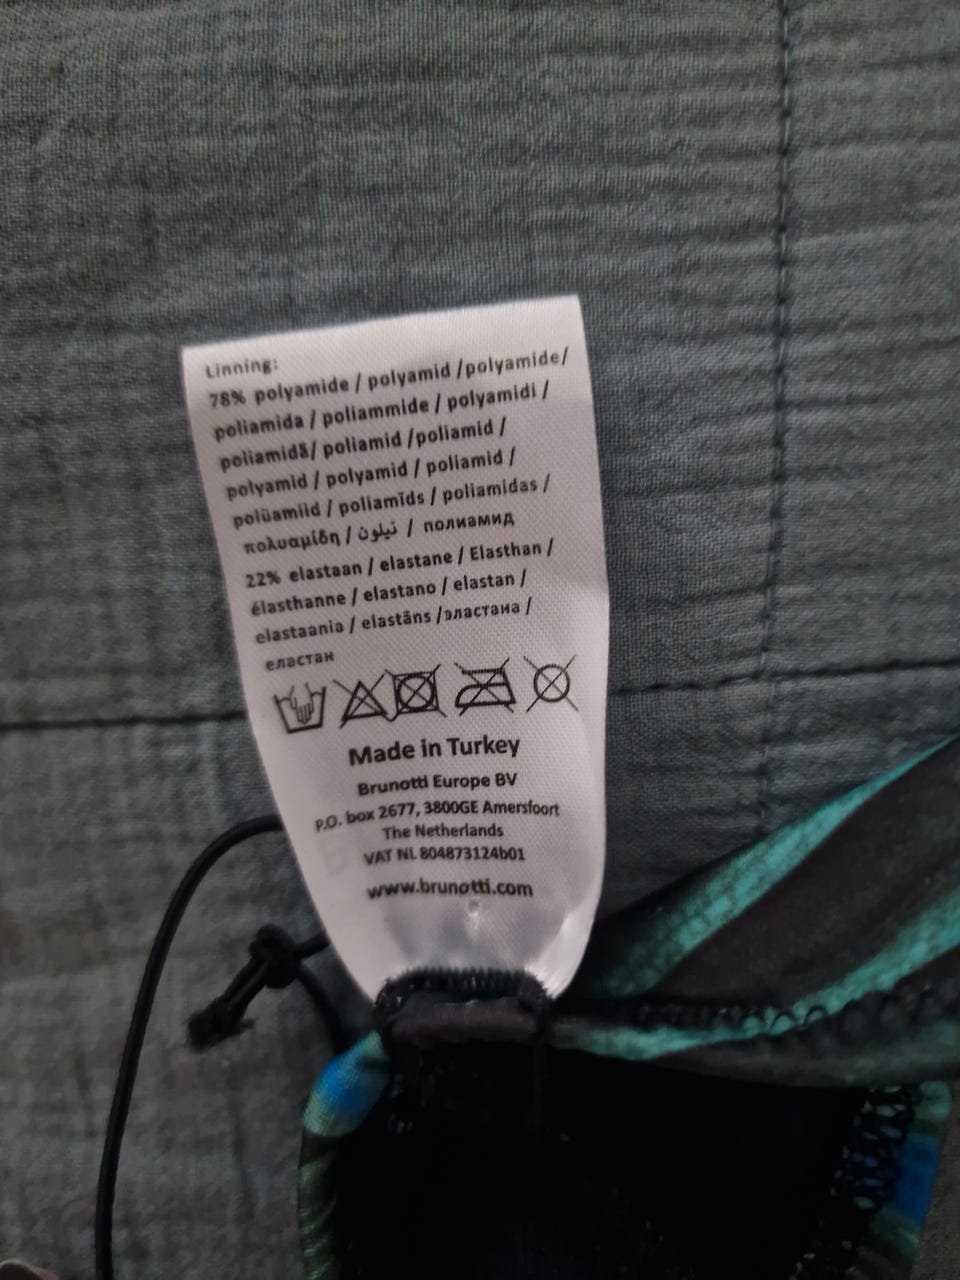 Linning:
78% polyamide / polyamid /polyamide/
poliamida / poliammide / polyamidi /
poliamidă/ poliamid /poliamid /
polyamid / polyamid / poliamid /
polüamiid / poliamīds / poliamidas /
πολυαμίδη / نيلون / полиамид
22% elastaan / elastane / Elasthan /
élasthanne / elastano / elastan /
elastaania / elastāns /эластана /
еластан
Made in Turkey
Brunotti Europe BV
P.O. box 2677, 3800GE Amersfoort
The Netherlands
VAT NL 804873124b01
www.brunotti.com